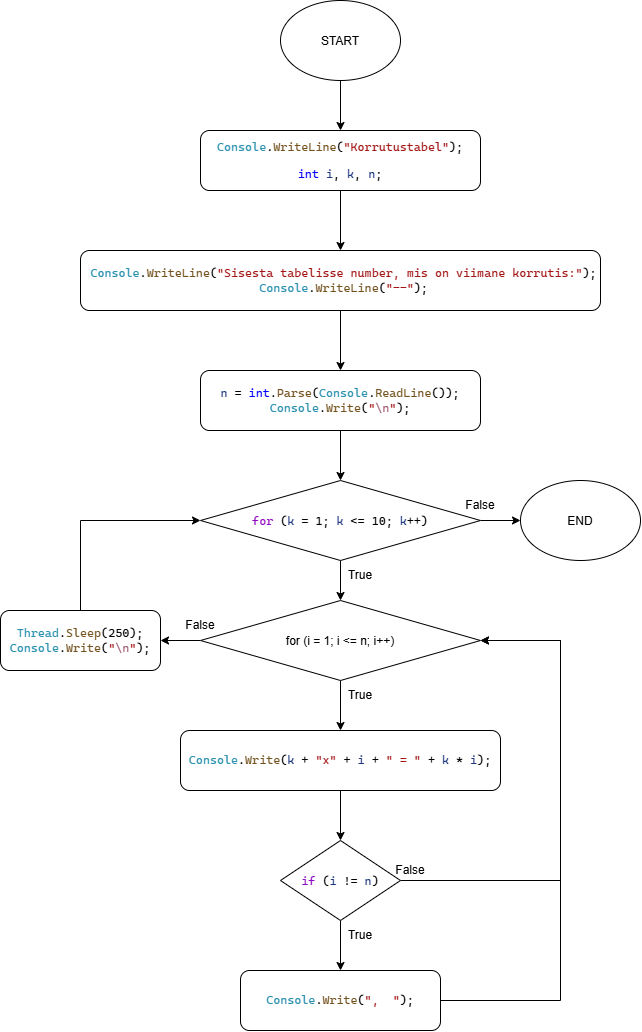 START
Console.WriteLine("Korrutustabel");
int i, k, n;
Console.WriteLine("Sisesta tabelisse number, mis on viimane korrutis:");
Console.WriteLine("--");
n = int.Parse(Console.ReadLine());
Console.Write("\n");
for (k = 1; k <= 10; k++)
False
END
True
for (i = 1; i <= n; i++)
False
Thread.Sleep(250);
Console.Write("\n");
True
Console.Write(k + "x" + i + " = " + k * i);
if (i != n)
False
True
Console.Write(",  ");